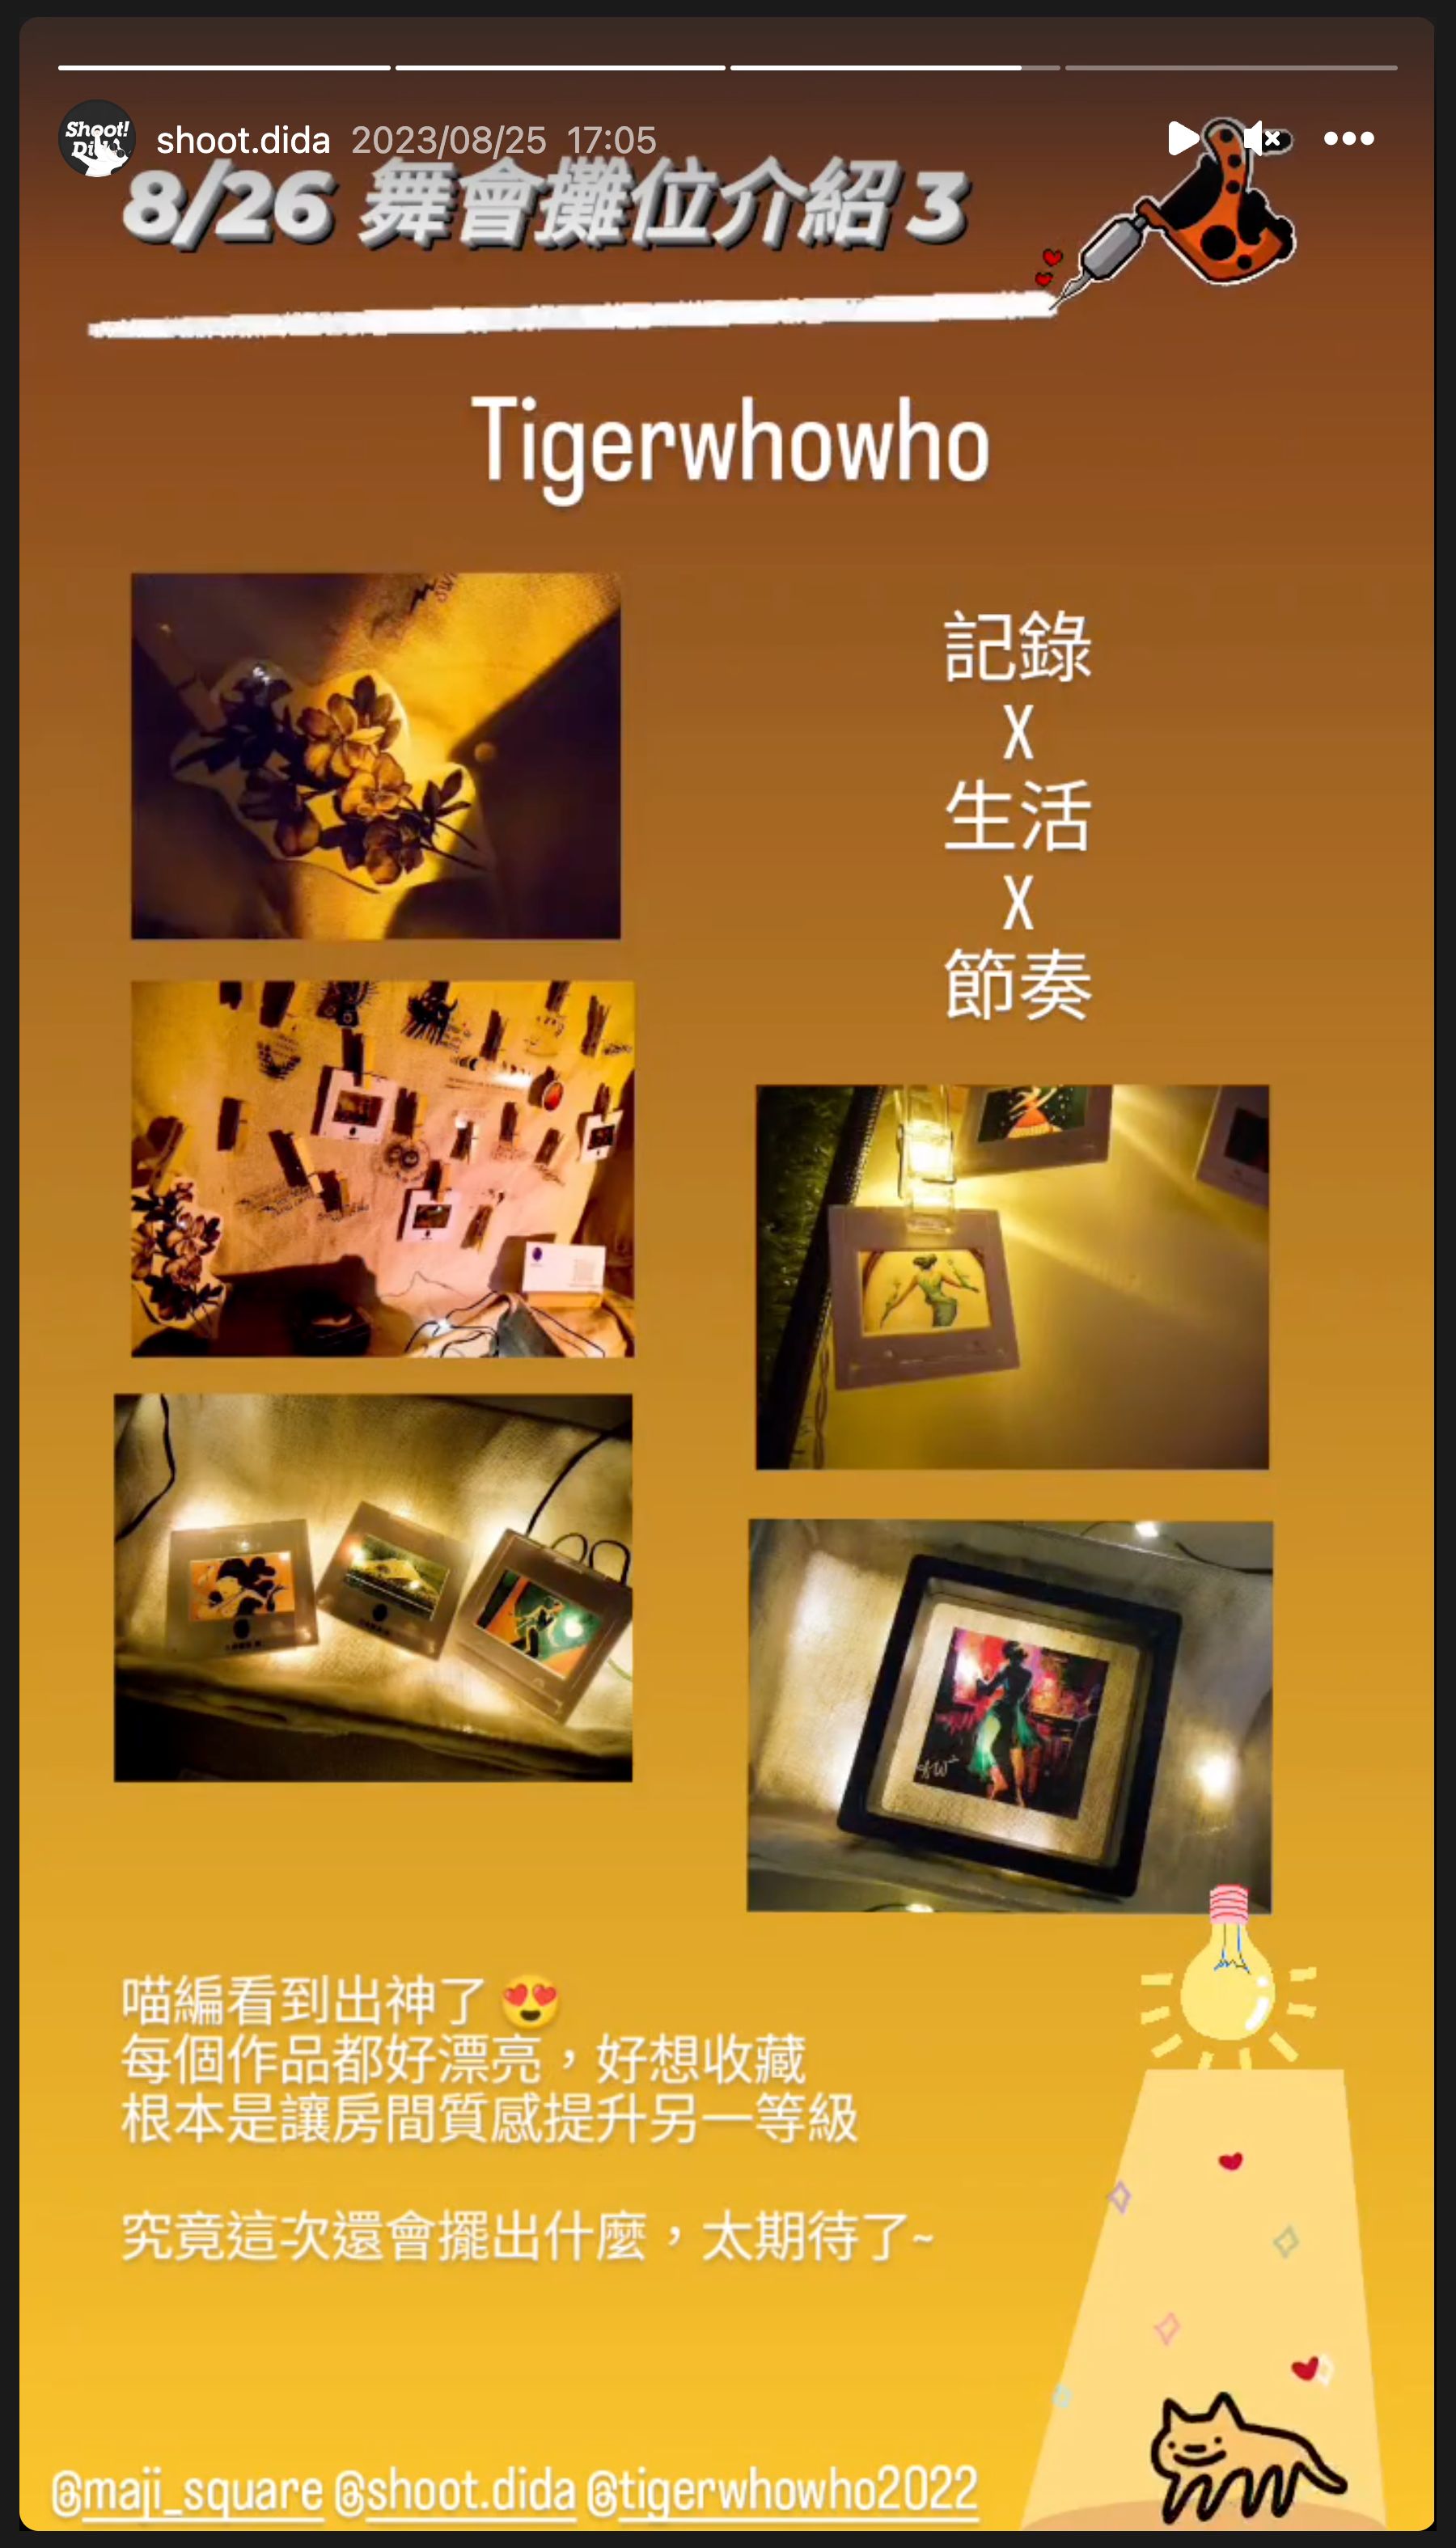 Shoot!
shoot.dida 2023/08/25 17:05
8/26 舞會攤位介紹 3
Tigerwhowho
記錄
X
生活
X
節奏
喵編看到出神了 😍
每個作品都好漂亮，好想收藏
根本是讓房間質感提升另一等級
究竟這次還會擺出什麼，太期待了~
@maji_square @shoot.dida @tigerwhowho2022